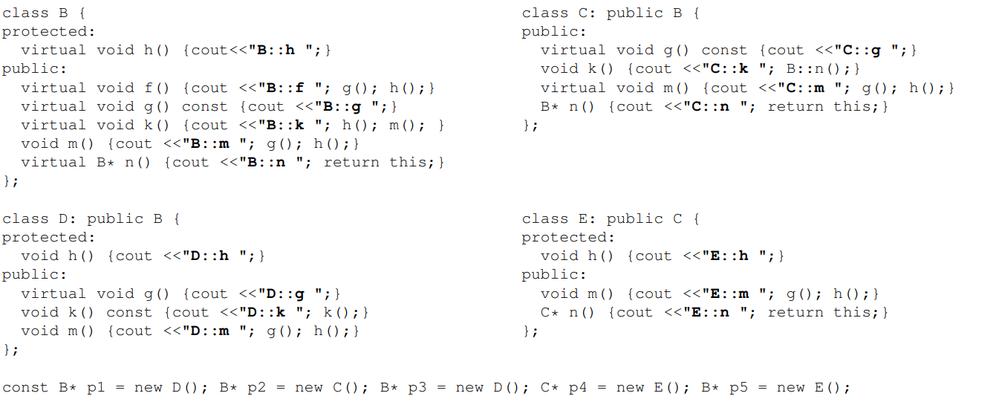 class B {
protected:
  virtual void h() {cout<<"B::h ";}
public:
  virtual void f() {cout <<"B::f "; g(); h();}
  virtual void g() const {cout <<"B::g ";}
  virtual void k() {cout <<"B::k "; h(); m(); }
  void m() {cout <<"B::m "; g(); h();}
  virtual B* n() {cout <<"B::n "; return this;}
};
class C: public B {
public:
  virtual void g() const {cout <<"C::g ";}
  void k() {cout <<"C::k "; B::n();}
  virtual void m() {cout <<"C::m "; g(); h();}
  B* n() {cout <<"C::n "; return this;}
};
class D: public B {
protected:
  void h() {cout <<"D::h ";}
public:
  virtual void g() {cout <<"D::g ";}
  void k() const {cout <<"D::k "; k();}
  void m() {cout <<"D::m "; g(); h();}
};
class E: public C {
protected:
  void h() {cout <<"E::h ";}
public:
  void m() {cout <<"E::m "; g(); h();}
  C* n() {cout <<"E::n "; return this;}
};
const B* p1 = new D(); B* p2 = new C(); B* p3 = new D(); C* p4 = new E(); B* p5 = new E();